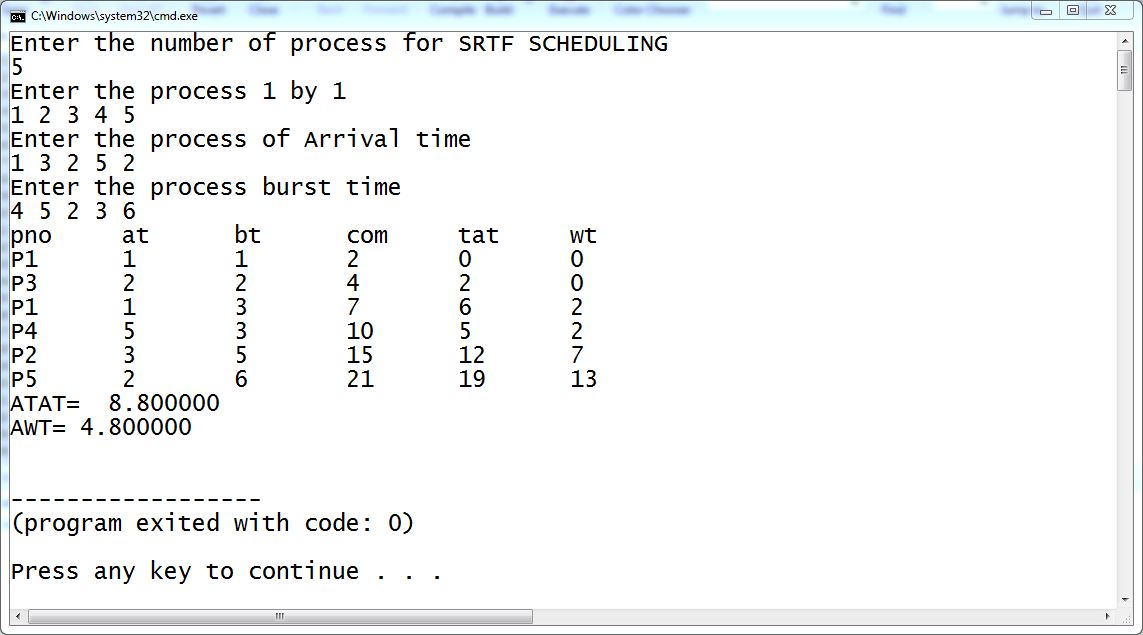 C:\Windows\system32\cmd.exe
Enter the number of process for SRTF SCHEDULING
5
Enter the process 1 by 1
1 2 3 4 5
Enter the process of Arrival time
1 3 2 5 2
Enter the process burst time
4 5 2 3 6
pno at bt com tat wt
P1 1 1 2 0 0
P3 2 2 4 2 0
P1 1 3 7 6 2
P4 5 3 10 5 2
P2 3 5 15 12 7
P5 2 6 21 19 13
ATAT= 8.800000
AWT= 4.800000
------------------
(program exited with code: 0)
Press any key to continue . . .